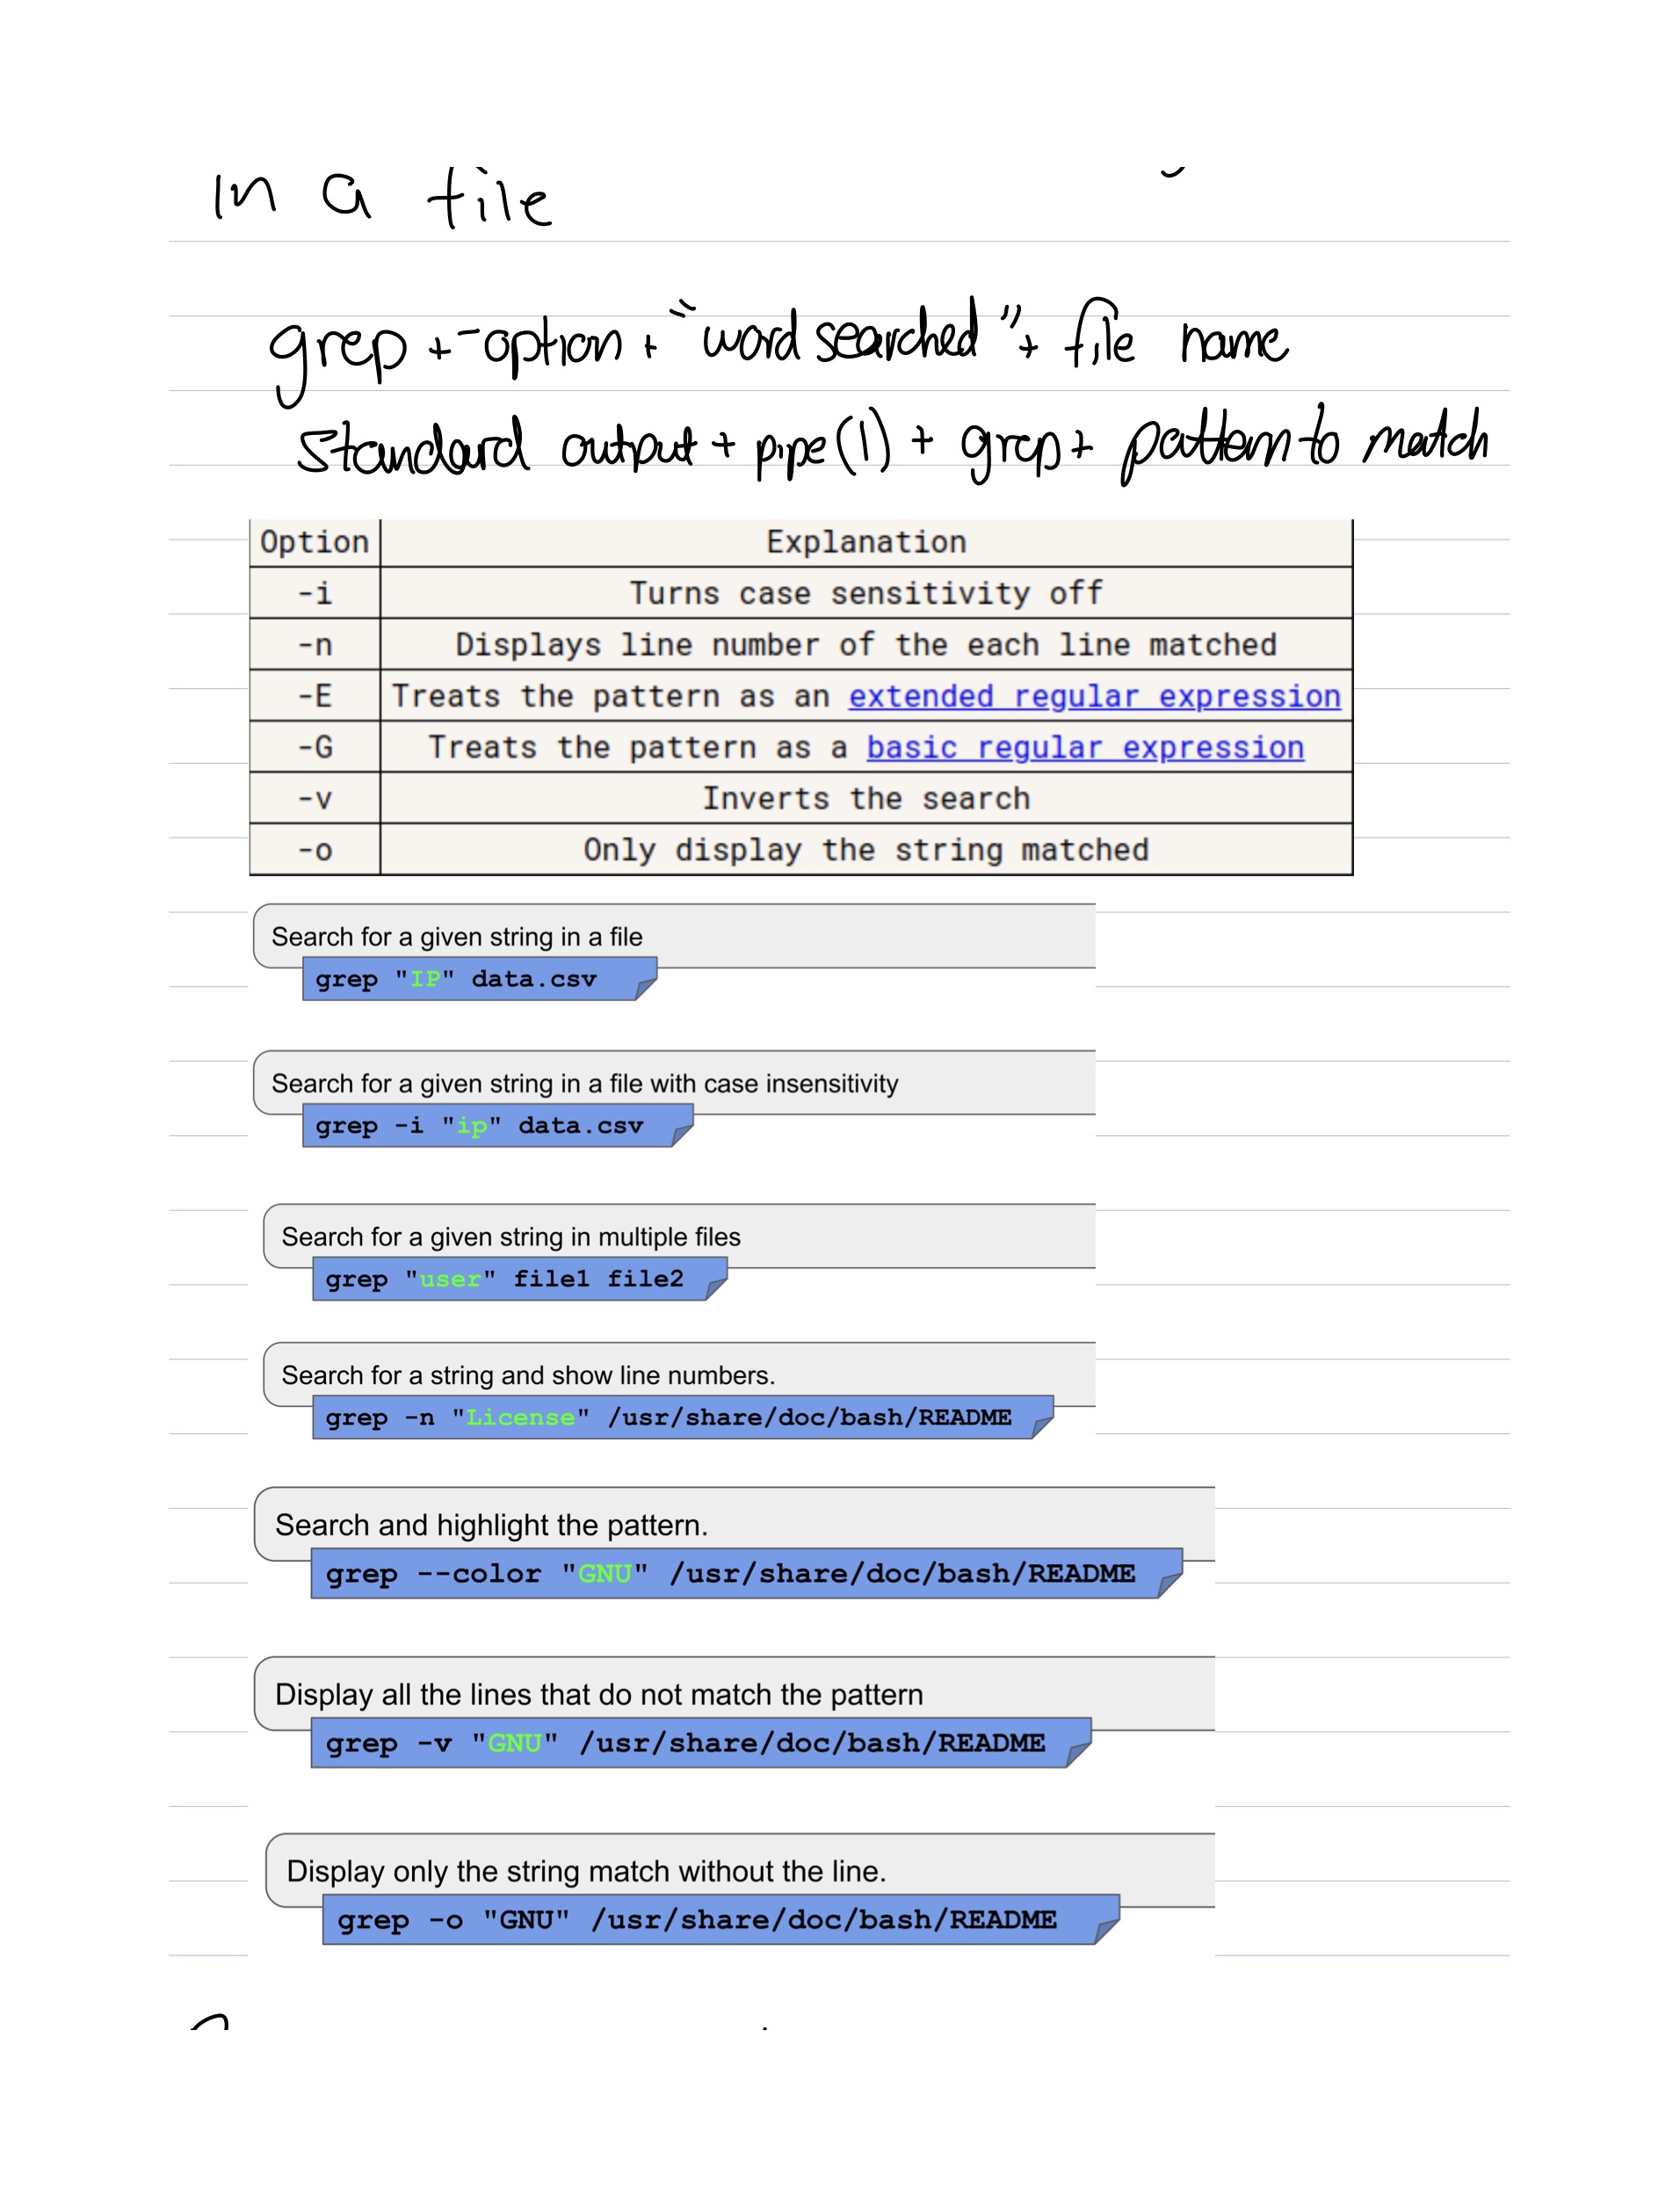 In a file
grep + -option + "word searched" + file name
standard output + pipe(|) + grep + pattern to match
Option Explanation
-i Turns case sensitivity off
-n Displays line number of the each line matched
-E Treats the pattern as an extended regular expression
-G Treats the pattern as a basic regular expression
-v Inverts the search
-o Only display the string matched
Search for a given string in a file
grep "IP" data.csv
Search for a given string in a file with case insensitivity
grep -i "ip" data.csv
Search for a given string in multiple files
grep "user" file1 file2
Search for a string and show line numbers.
grep -n "License" /usr/share/doc/bash/README
Search and highlight the pattern.
grep --color "GNU" /usr/share/doc/bash/README
Display all the lines that do not match the pattern
grep -v "GNU" /usr/share/doc/bash/README
Display only the string match without the line.
grep -o "GNU" /usr/share/doc/bash/README